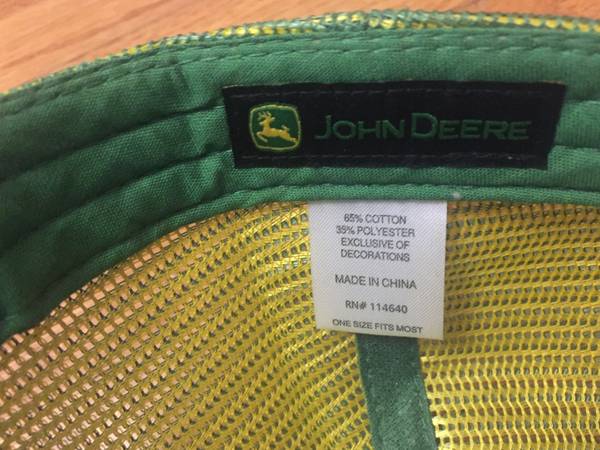 JOHN DEERE
65% COTTON
35% POLYESTER
EXCLUSIVE OF
DECORATIONS
MADE IN CHINA
RN# 114640
ONE SIZE FITS MOST